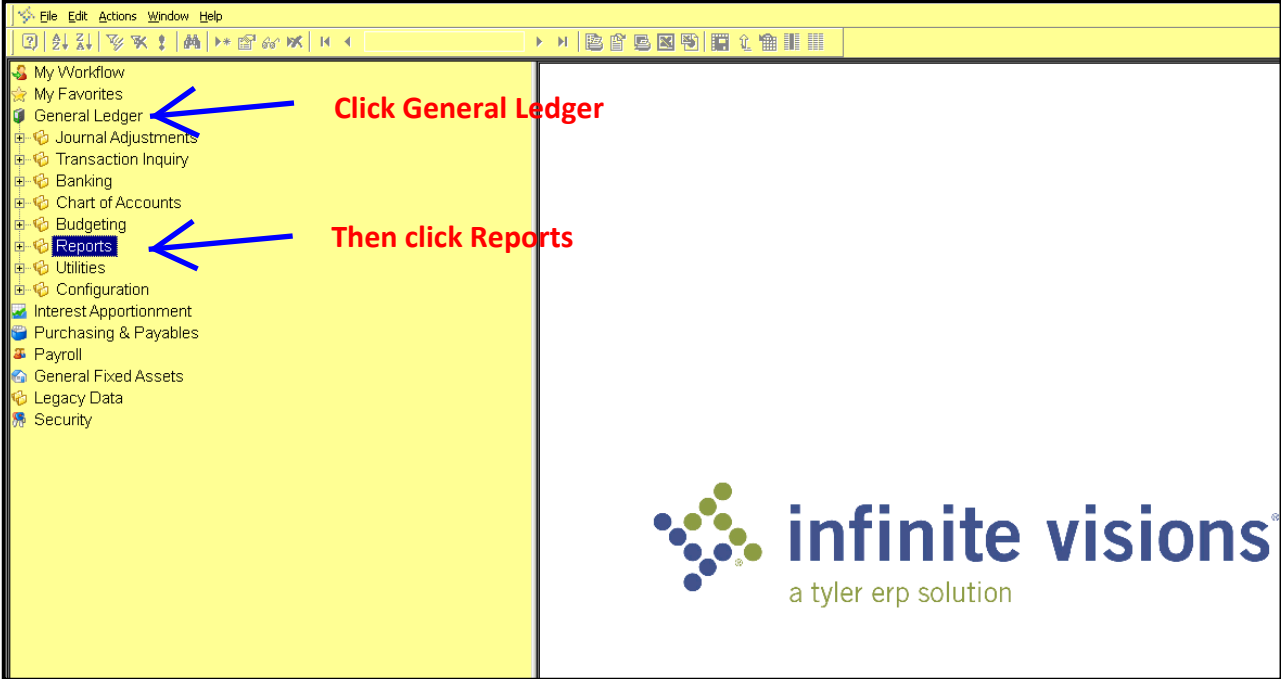 File Edit Actions Window Help
My Workflow
My Favorites
General Ledger
Click General Ledger
Journal Adjustments
Transaction Inquiry
Banking
Chart of Accounts
Budgeting
Reports
Then click Reports
Utilities
Configuration
Interest Apportionment
Purchasing & Payables
Payroll
General Fixed Assets
Legacy Data
Security
infinite visions®
a tyler erp solution